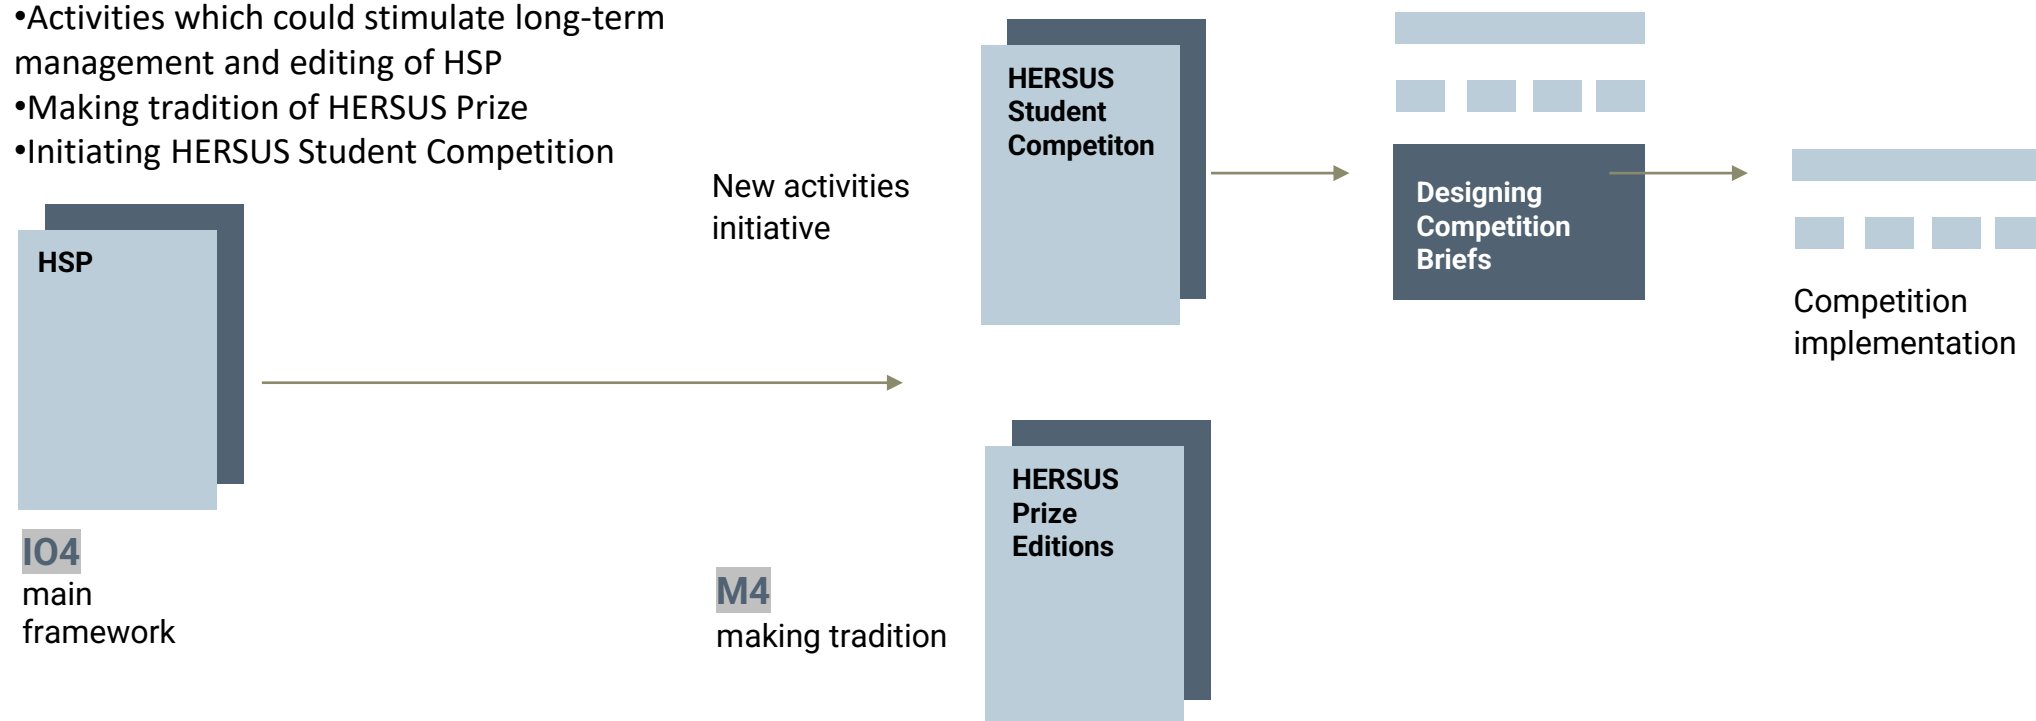 •Activities which could stimulate long-term
management and editing of HSP
•Making tradition of HERSUS Prize
•Initiating HERSUS Student Competition
HSP
IO4
main
framework
New activities
initiative
HERSUS
Student
Competiton
Designing
Competition
Briefs
Competition
implementation
M4
making tradition
HERSUS
Prize
Editions